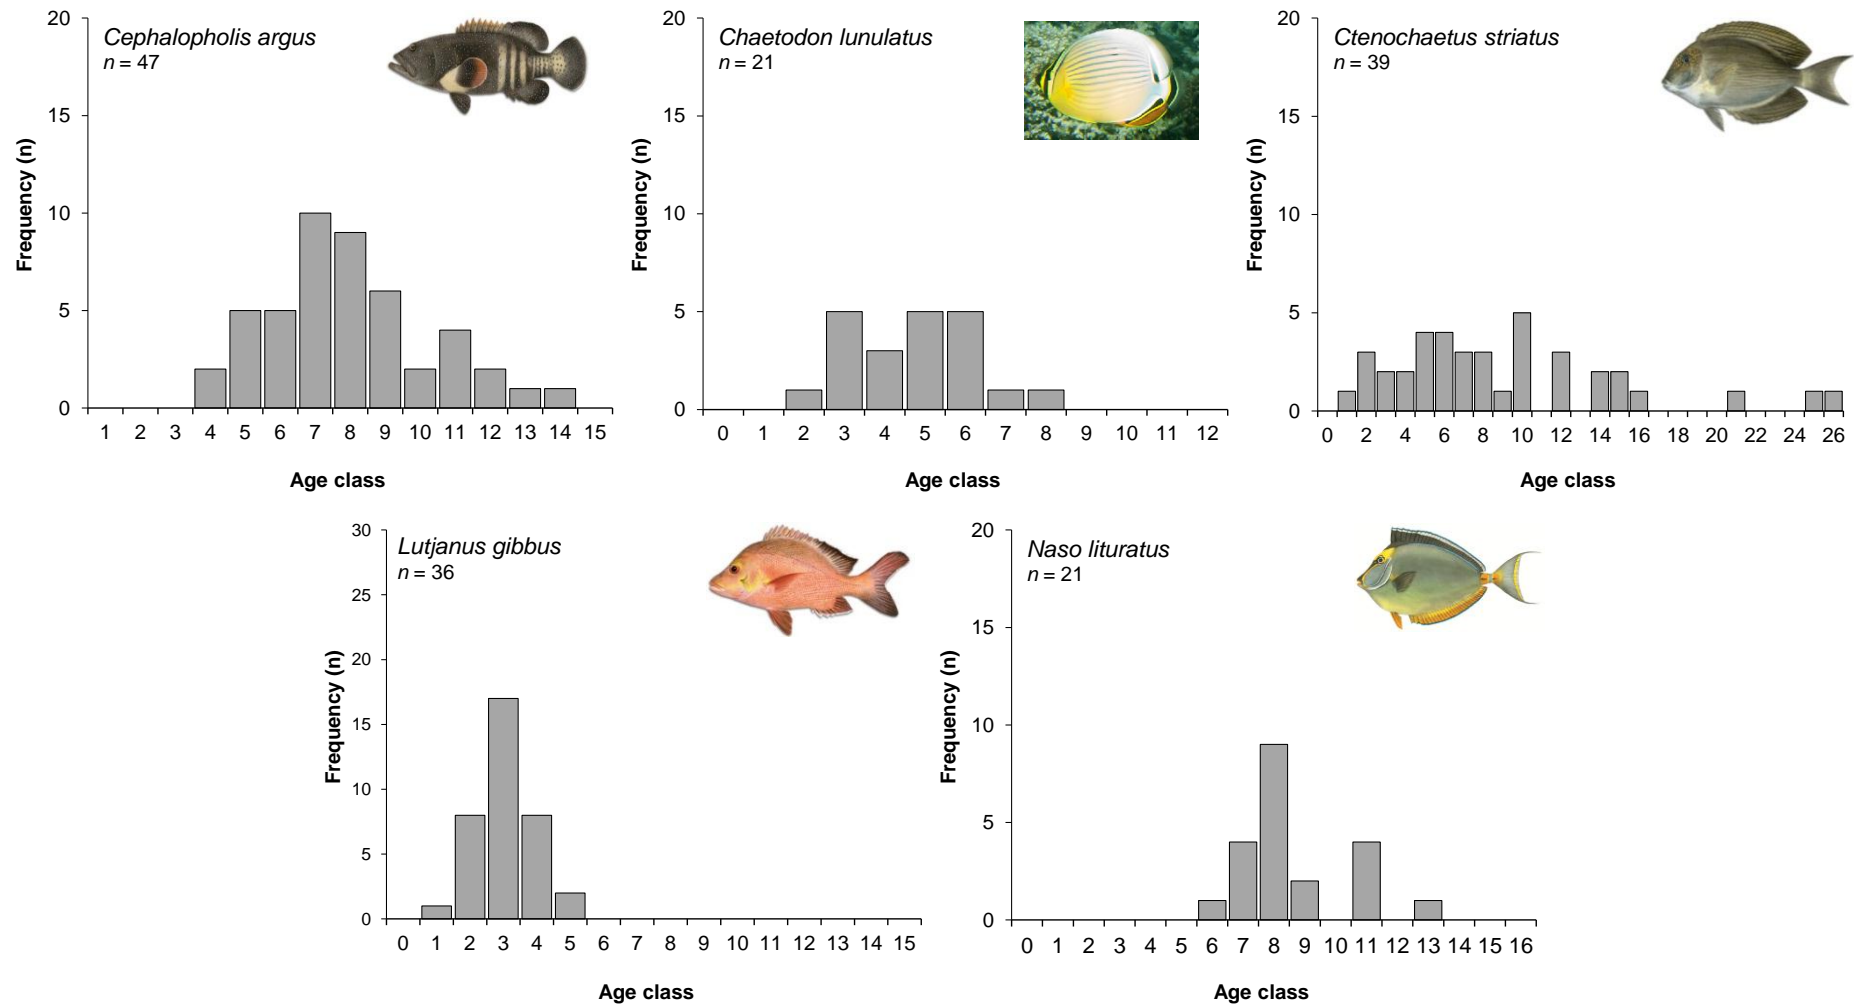 Cephalopholis argus
n = 47
20
15
10
5
0
Frequency (n)
1 2 3 4 5 6 7 8 9 10 11 12 13 14 15
Age class
Chaetodon lunulatus
n = 21
20
15
10
5
0
Frequency (n)
0 1 2 3 4 5 6 7 8 9 10 11 12
Age class
Ctenochaetus striatus
n = 39
20
15
10
5
0
Frequency (n)
0 2 4 6 8 10 12 14 16 18 20 22 24 26
Age class
Lutjanus gibbus
n = 36
30
25
20
15
10
5
0
Frequency (n)
0 1 2 3 4 5 6 7 8 9 10 11 12 13 14 15
Age class
Naso lituratus
n = 21
20
15
10
5
0
Frequency (n)
0 1 2 3 4 5 6 7 8 9 10 11 12 13 14 15 16
Age class